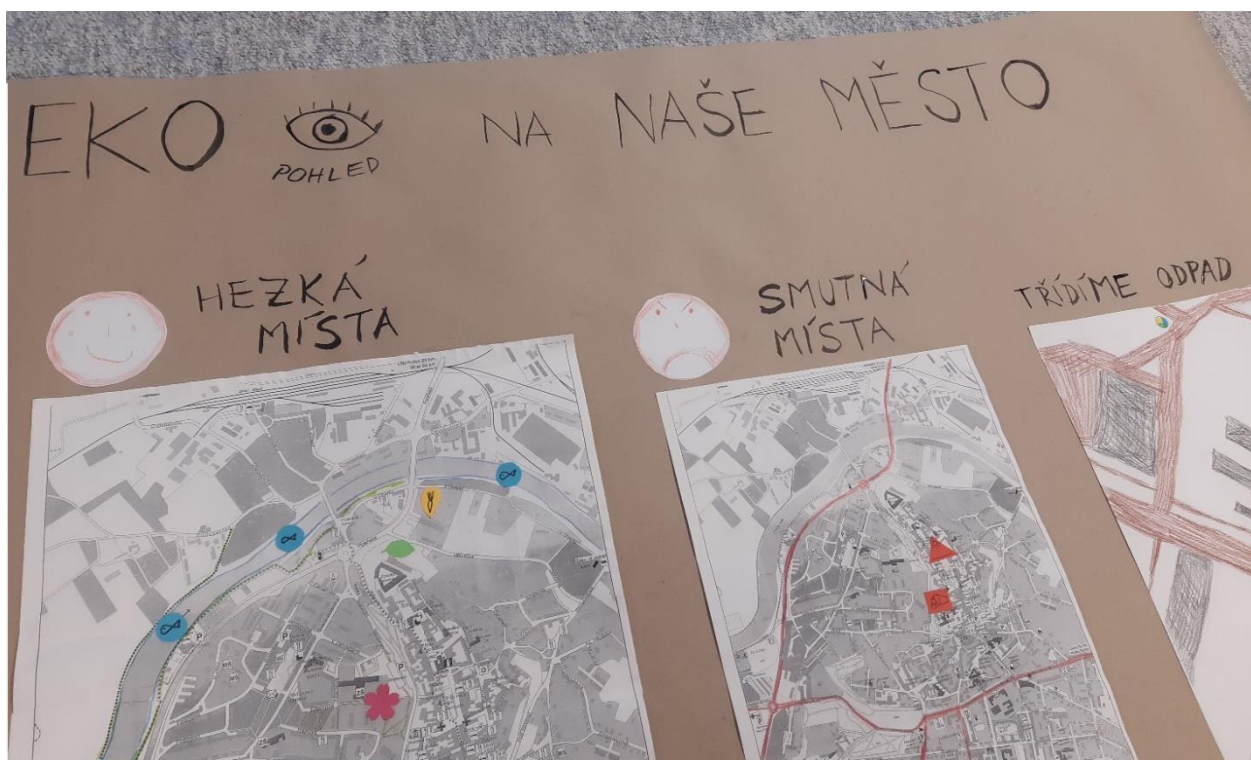 EKO POHLED NA NAŠE MĚSTO
HEZKÁ
MÍSTA
SMUTNÁ
MÍSTA
TŘÍDÍME ODPAD